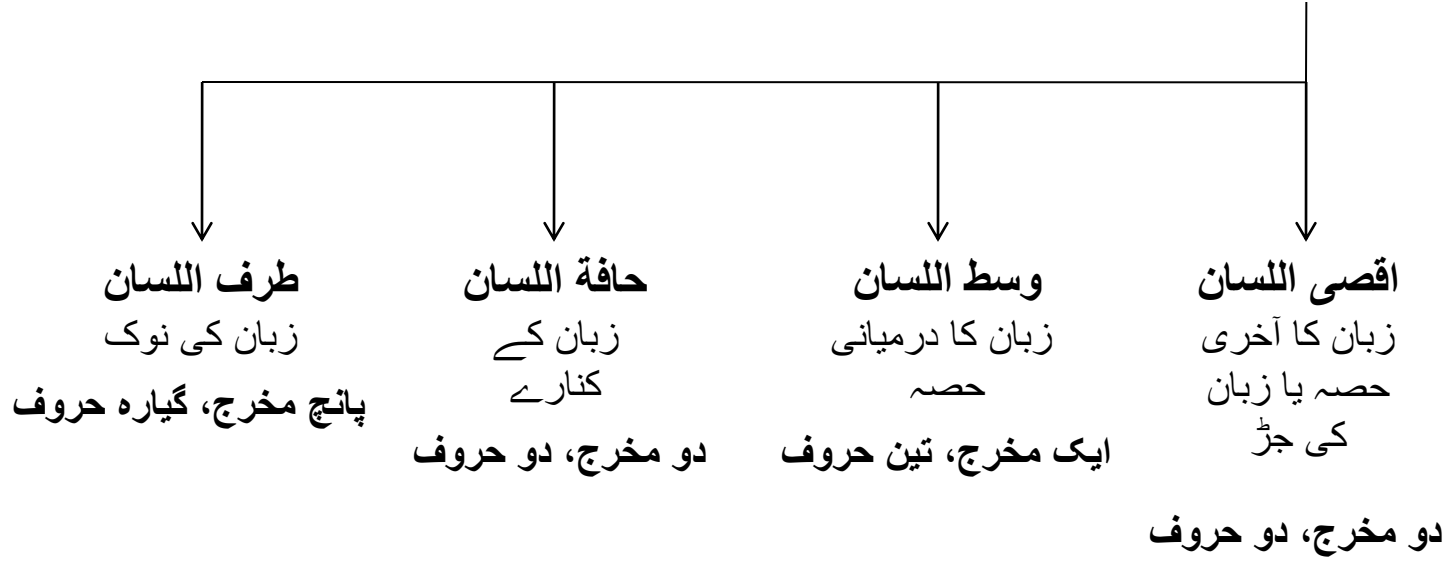 اقصی اللسان
زبان کا آخری
حصہ یا زبان
کی جڑ
دو مخرج، دو حروف
وسط اللسان
زبان کا درمیانی
حصہ
ایک مخرج، تین حروف
حافة اللسان
زبان کے
کنارے
دو مخرج، دو حروف
طرف اللسان
زبان کی نوک
پانچ مخرج، گیارہ حروف